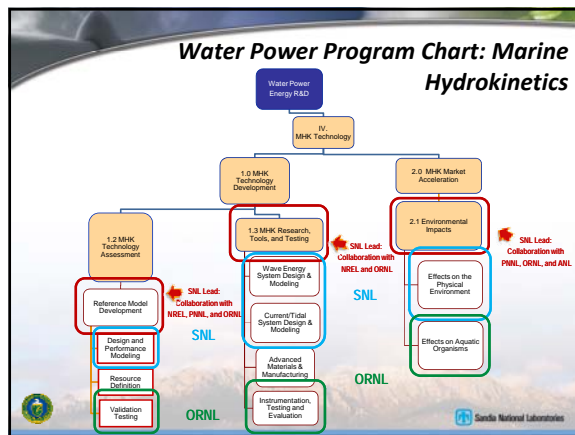 Water Power Program Chart: Marine
Hydrokinetics
Water Power
Energy R&D
IV.
MHK Technology
1.0 MHK
Technology
Development
2.0 MHK Market
Acceleration
1.2 MHK
Technology
Assessment
1.3 MHK Research,
Tools, and Testing
SNL Lead:
Collaboration with
NREL and ORNL
2.1 Environmental
Impacts
SNL Lead:
Collaboration with
PNNL, ORNL, and ANL
Reference Model
Development
SNL Lead:
Collaboration with
NREL, PNNL, and ORNL
Wave Energy
System Design &
Modeling
SNL
Effects on the
Physical
Environment
Design and
Performance
Modeling
SNL
Current/Tidal
System Design &
Modeling
Resource
Definition
Advanced
Materials &
Manufacturing
ORNL
Effects on Aquatic
Organisms
Validation
Testing
ORNL
Instrumentation,
Testing and
Evaluation
Sandia National Laboratories